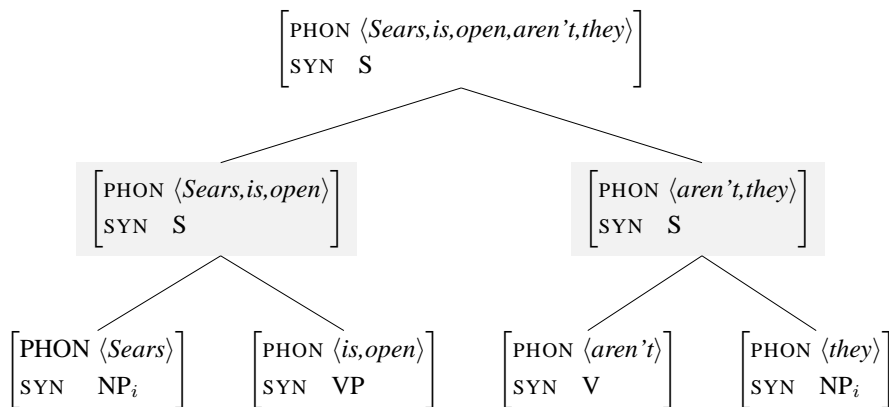 PHON ⟨Sears,is,open,aren't,they⟩
SYN S
PHON ⟨Sears,is,open⟩ PHON ⟨aren't,they⟩
SYN S SYN S
PHON ⟨Sears⟩ PHON ⟨is,open⟩ PHON ⟨aren't⟩ PHON ⟨they⟩
SYN NPᵢ SYN VP SYN V SYN NPᵢ